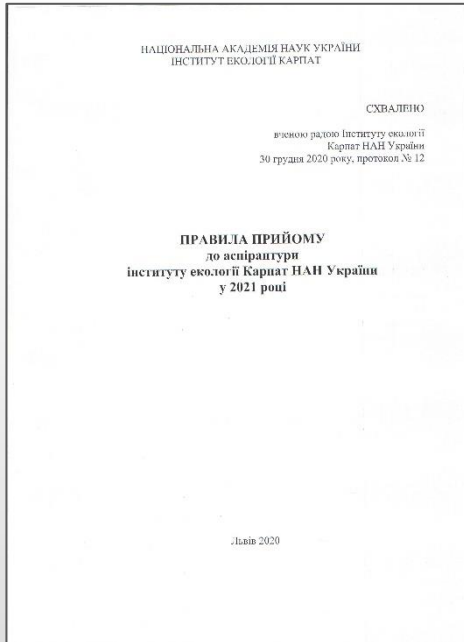 НАЦІОНАЛЬНА АКАДЕМІЯ НАУК УКРАЇНИ
ІНСТИТУТ ЕКОЛОГІЇ КАРПАТ
СХВАЛЕНО
вченою радою Інституту екології
Карпат НАН України
30 грудня 2020 року, протокол № 12
ПРАВИЛА ПРИЙОМУ
до аспірантури
інституту екології Карпат НАН України
у 2021 році
Львів 2020